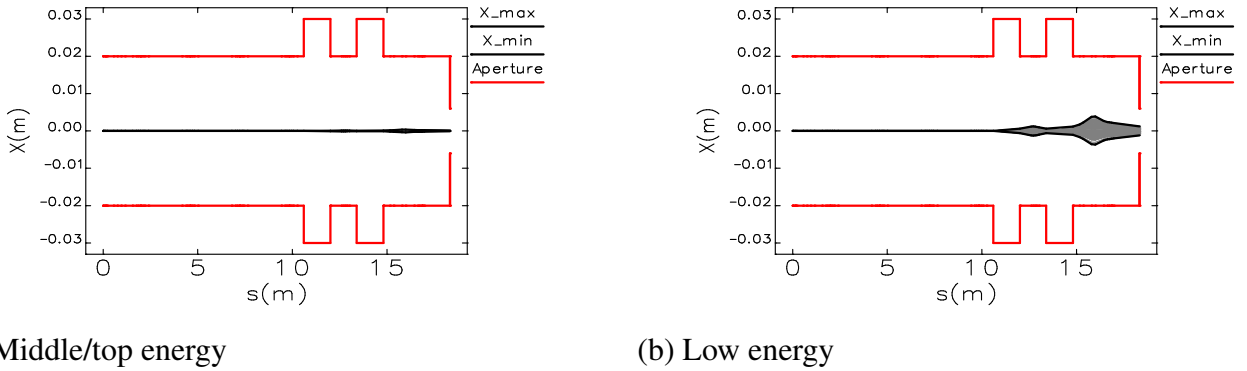 X_max
X_min
Aperture
0.03
0.02
0.01
0.00
-0.01
-0.02
-0.03
X(m)
0 5 10 15
s(m)
Middle/top energy
X_max
X_min
Aperture
0.03
0.02
0.01
0.00
-0.01
-0.02
-0.03
X(m)
0 5 10 15
s(m)
(b) Low energy